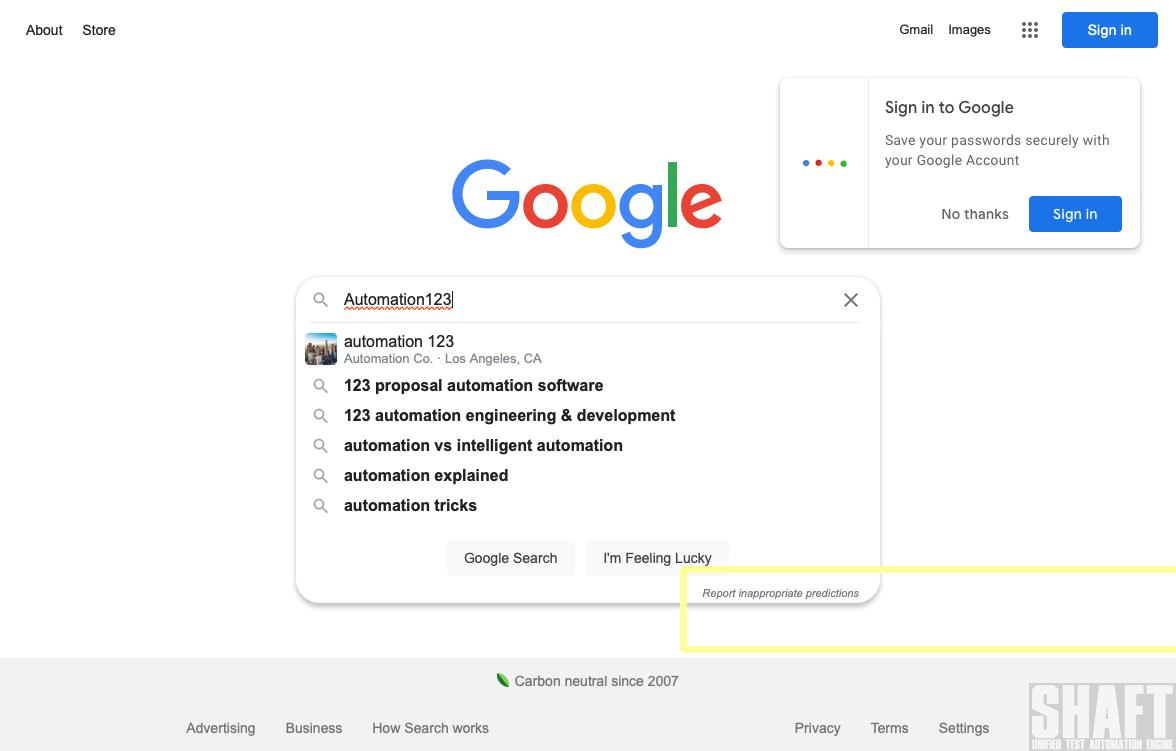 About Store
Gmail Images Sign in
Sign in to Google
Save your passwords securely with
your Google Account
No thanks Sign in
Google
Automation123
automation 123
Automation Co. · Los Angeles, CA
123 proposal automation software
123 automation engineering & development
automation vs intelligent automation
automation explained
automation tricks
Google Search I'm Feeling Lucky
Report inappropriate predictions
Carbon neutral since 2007
Advertising Business How Search works Privacy Terms Settings
SHAFT
UNIFIED TEST AUTOMATION ENGINE